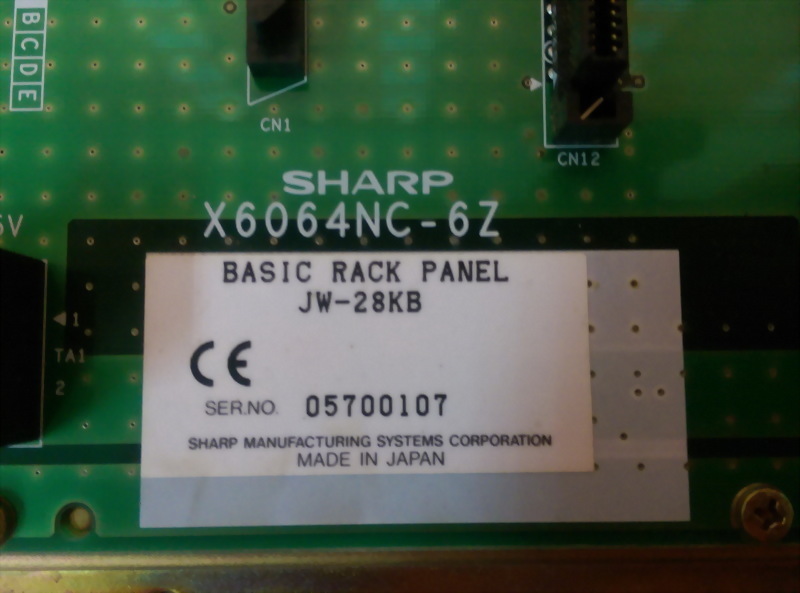 B
C
D
E
CN1
CN12
SHARP
X6064NC-6Z
BASIC RACK PANEL
JW-28KB
CE
SER.NO. 05700107
SHARP MANUFACTURING SYSTEMS CORPORATION
MADE IN JAPAN
V
1
TA1
2